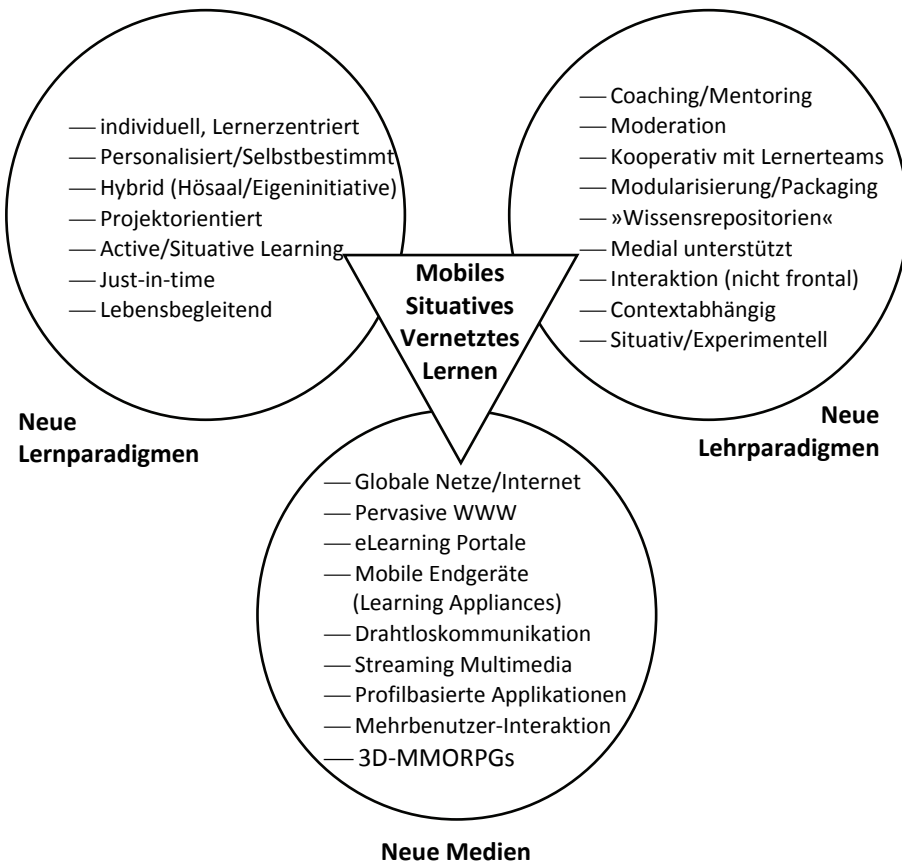 — individuell, Lernerzentriert
— Personalisiert/Selbstbestimmt
— Hybrid (Hösaal/Eigeninitiative)
— Projektorientiert
— Active/Situative Learning
— Just-in-time
— Lebensbegleitend
Neue
Lernparadigmen
— Coaching/Mentoring
— Moderation
— Kooperativ mit Lernerteams
— Modularisierung/Packaging
— »Wissensrepositorien«
— Medial unterstützt
— Interaktion (nicht frontal)
— Contextabhängig
— Situativ/Experimentell
Neue
Lehrparadigmen
Mobiles
Situatives
Vernetztes
Lernen
— Globale Netze/Internet
— Pervasive WWW
— eLearning Portale
— Mobile Endgeräte
(Learning Appliances)
— Drahtloskommunikation
— Streaming Multimedia
— Profilbasierte Applikationen
— Mehrbenutzer-Interaktion
— 3D-MMORPGs
Neue Medien